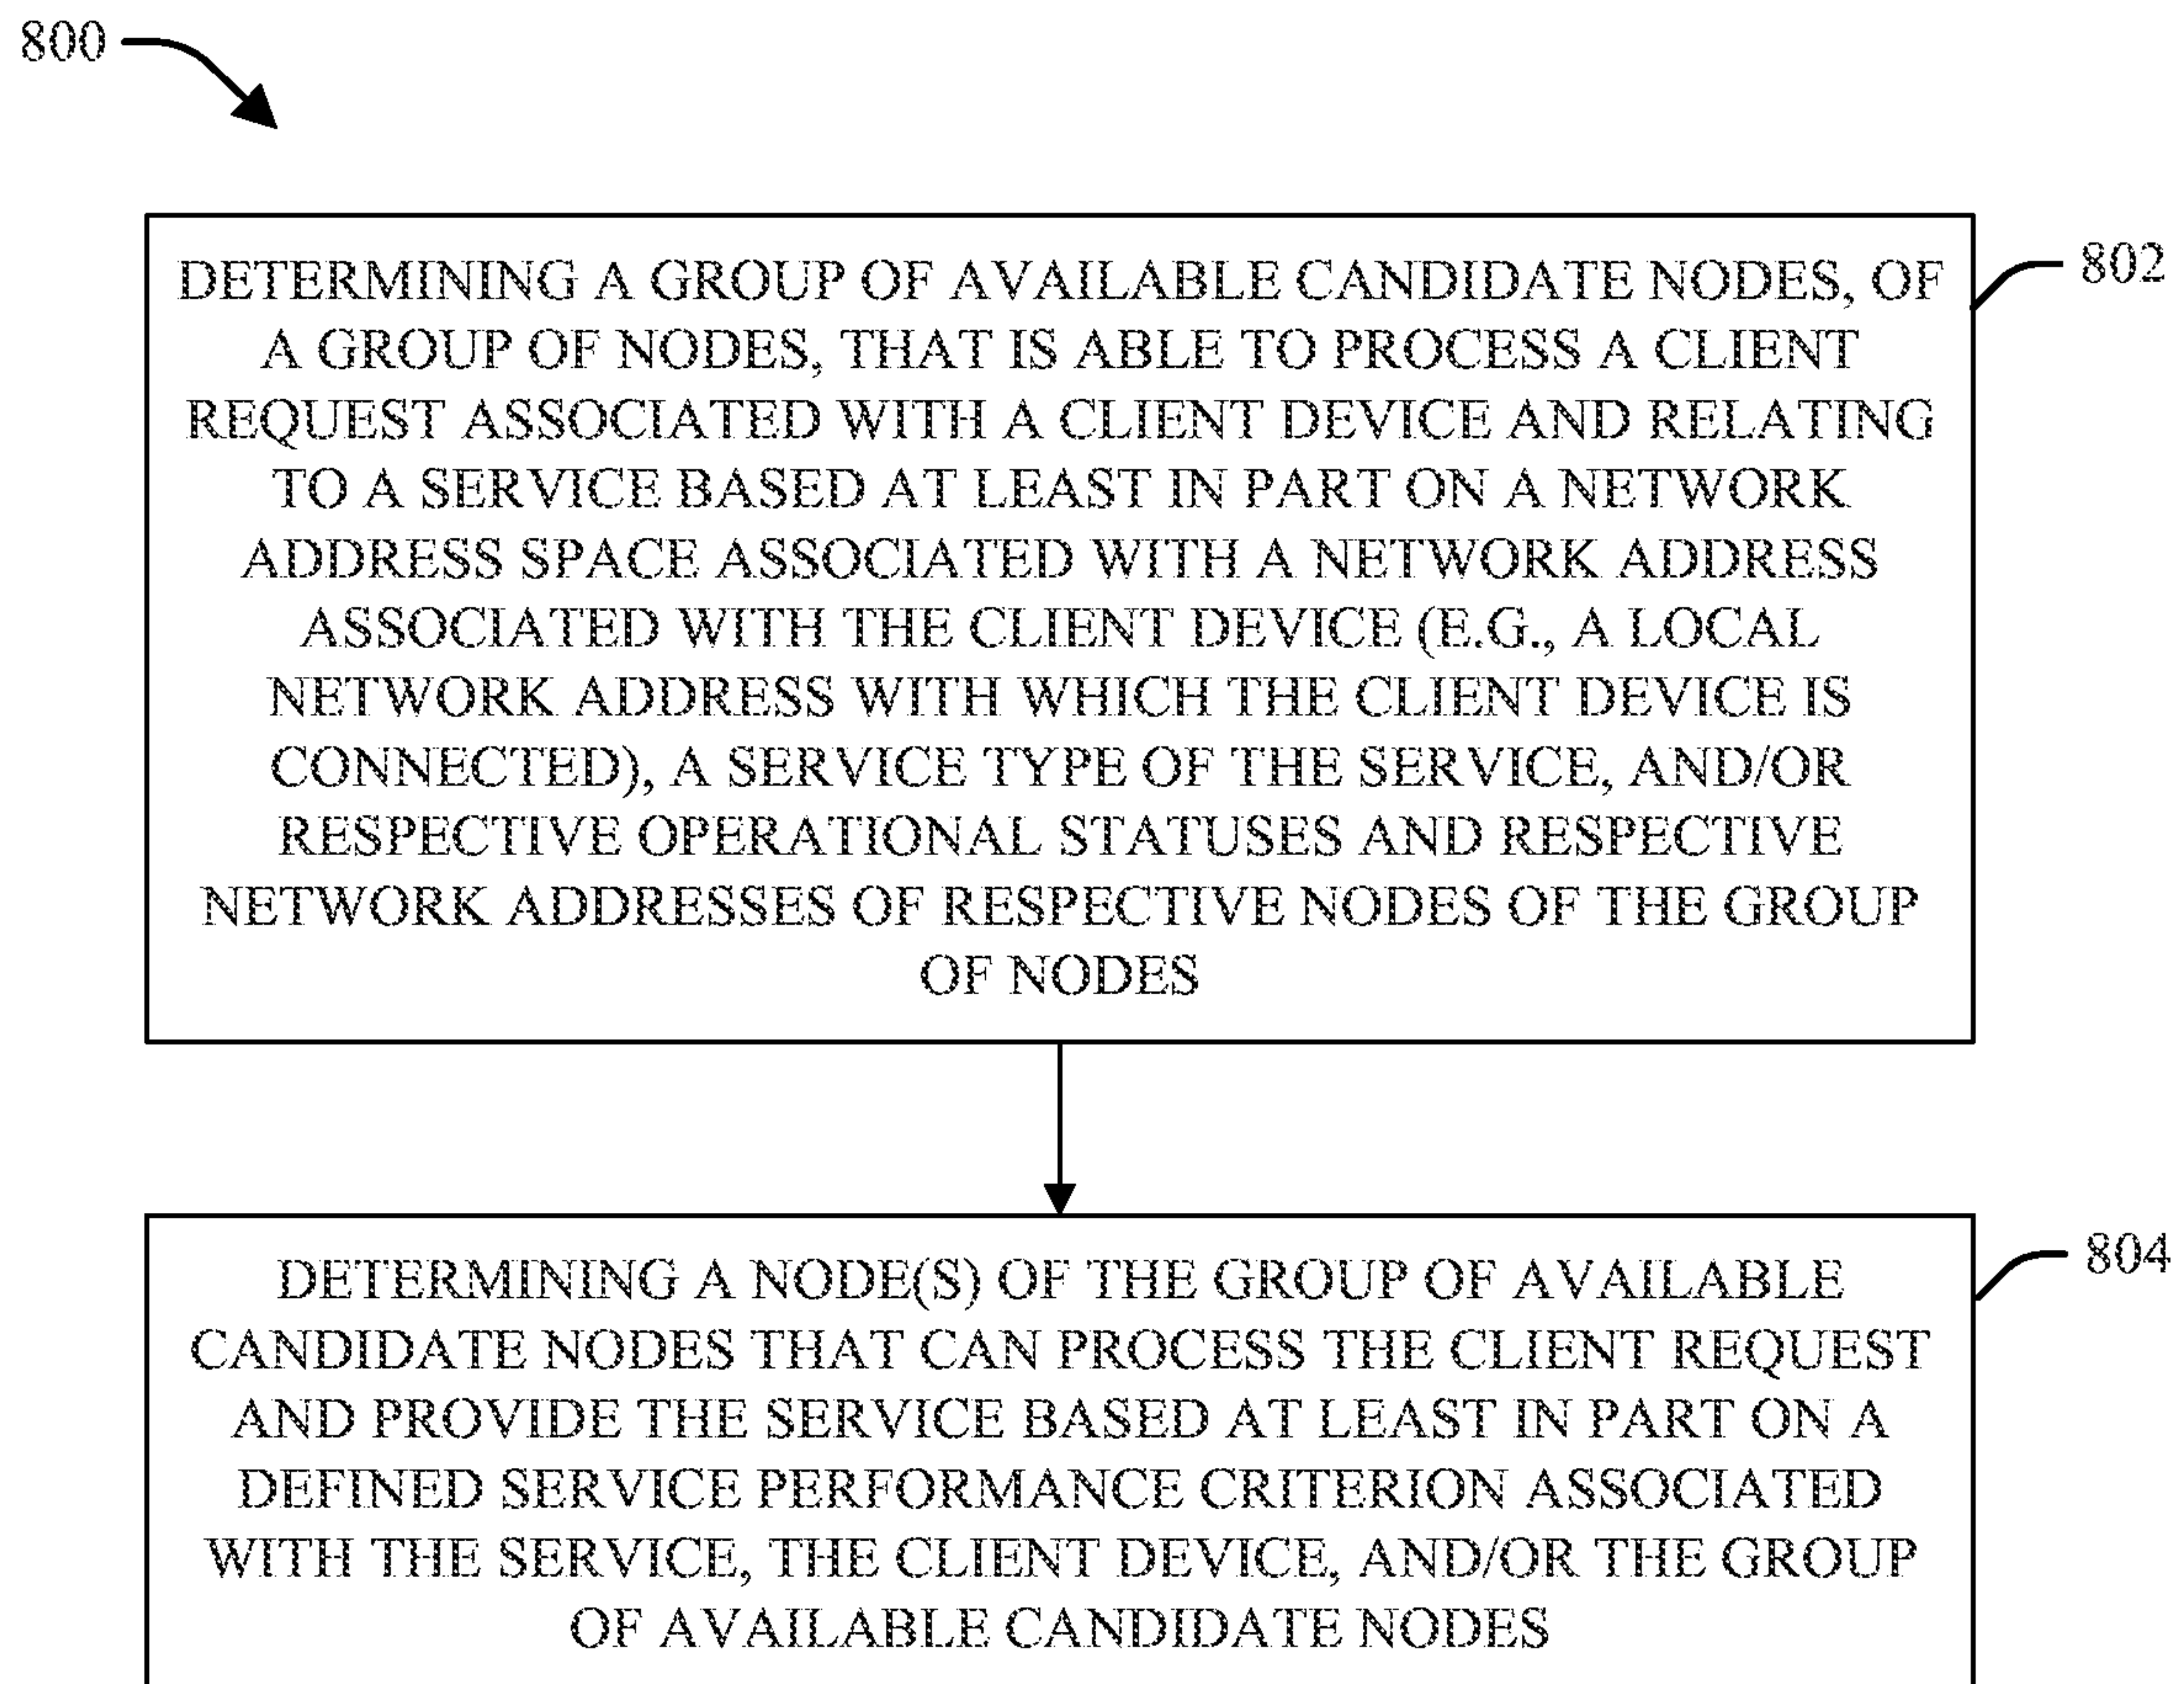 800
802
DETERMINING A GROUP OF AVAILABLE CANDIDATE NODES, OF
A GROUP OF NODES, THAT IS ABLE TO PROCESS A CLIENT
REQUEST ASSOCIATED WITH A CLIENT DEVICE AND RELATING
TO A SERVICE BASED AT LEAST IN PART ON A NETWORK
ADDRESS SPACE ASSOCIATED WITH A NETWORK ADDRESS
ASSOCIATED WITH THE CLIENT DEVICE (E.G., A LOCAL
NETWORK ADDRESS WITH WHICH THE CLIENT DEVICE IS
CONNECTED), A SERVICE TYPE OF THE SERVICE, AND/OR
RESPECTIVE OPERATIONAL STATUSES AND RESPECTIVE
NETWORK ADDRESSES OF RESPECTIVE NODES OF THE GROUP
OF NODES
804
DETERMINING A NODE(S) OF THE GROUP OF AVAILABLE
CANDIDATE NODES THAT CAN PROCESS THE CLIENT REQUEST
AND PROVIDE THE SERVICE BASED AT LEAST IN PART ON A
DEFINED SERVICE PERFORMANCE CRITERION ASSOCIATED
WITH THE SERVICE, THE CLIENT DEVICE, AND/OR THE GROUP
OF AVAILABLE CANDIDATE NODES